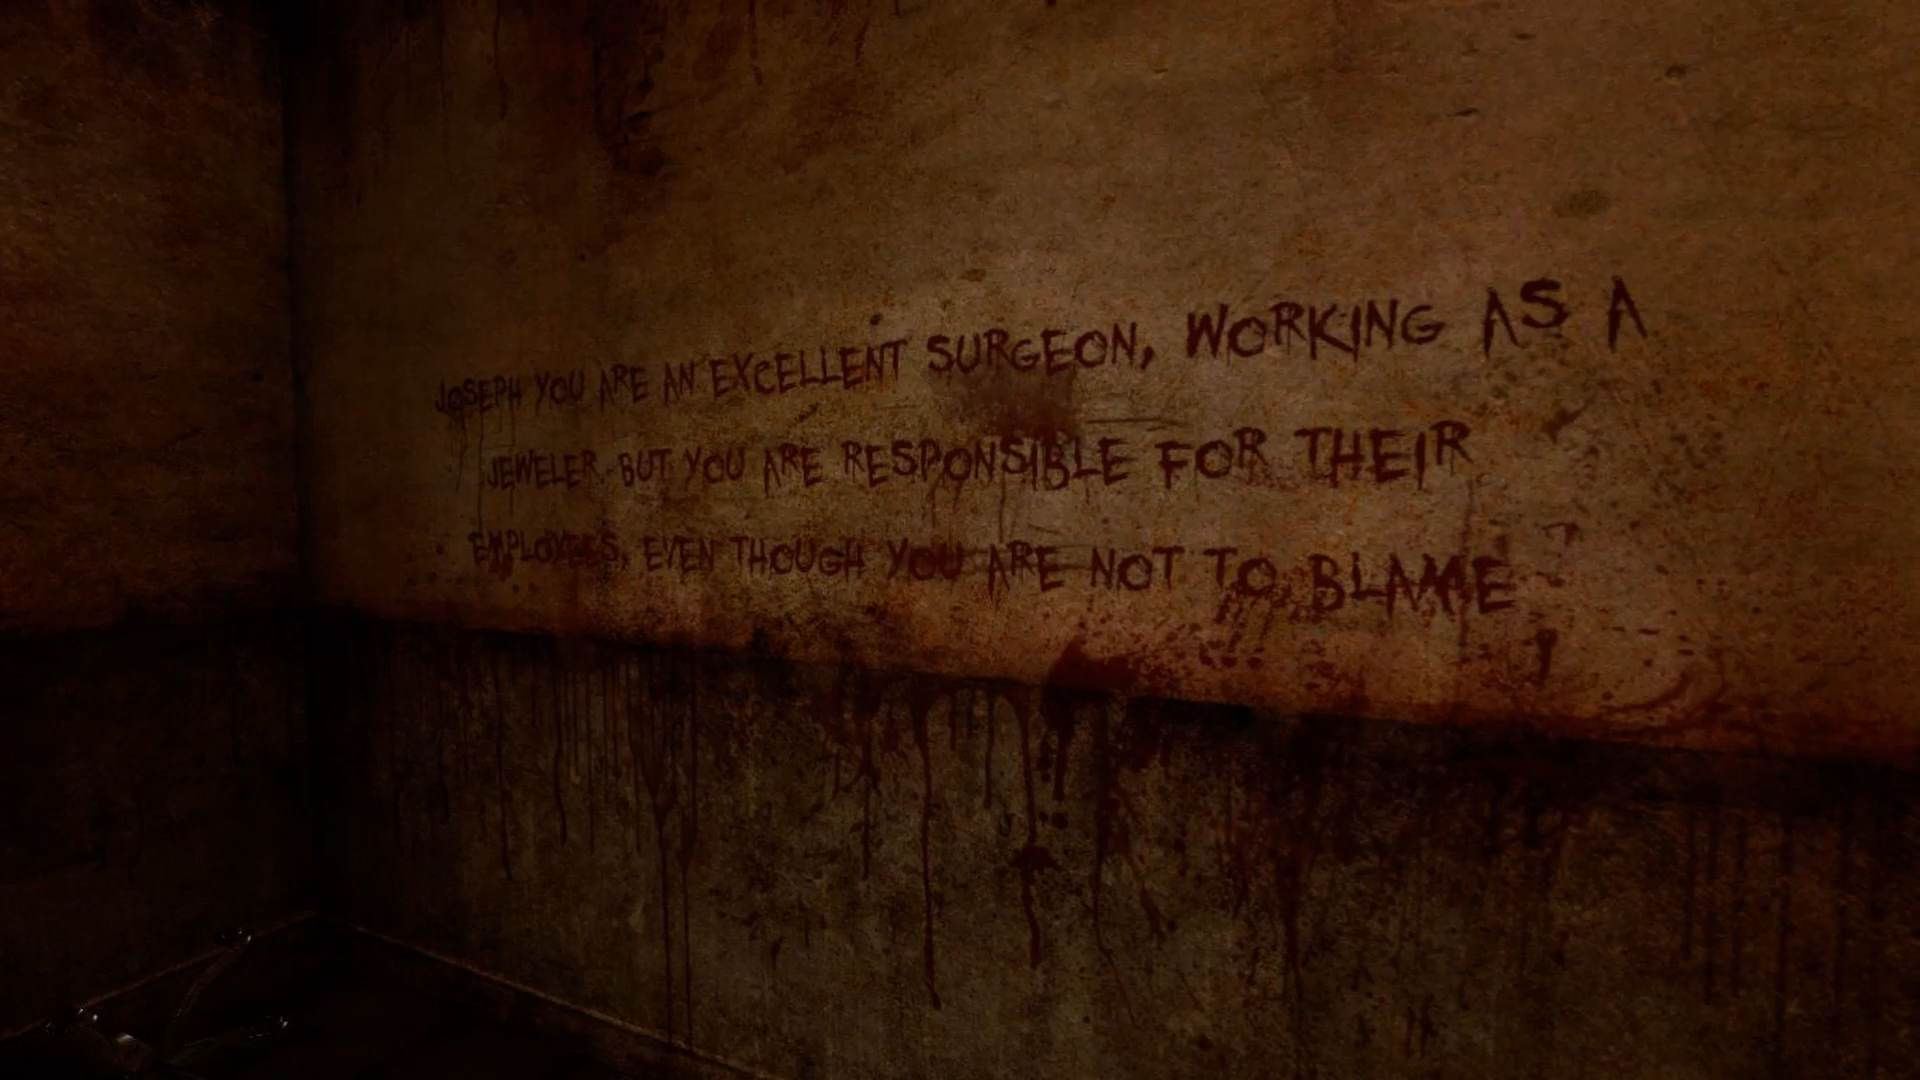 JOSEPH YOU ARE AN EXCELLENT SURGEON, WORKING AS A
JEWELER. BUT YOU ARE RESPONSIBLE FOR THEIR
EMPLOYEES, EVEN THOUGH YOU ARE NOT TO BLAME